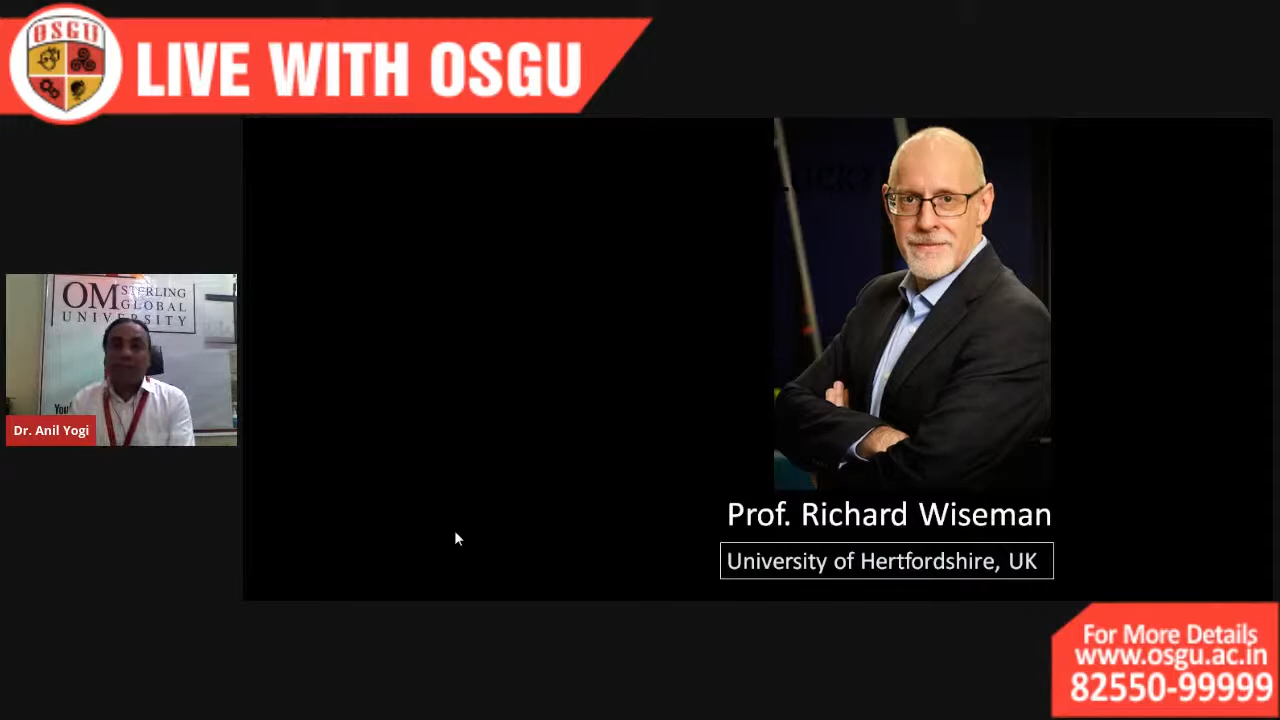 OSGU
LIVE WITH OSGU
OM STERLING
GLOBAL
UNIVERSITY
You
Dr. Anil Yogi
Prof. Richard Wiseman
University of Hertfordshire, UK
For More Details
www.osgu.ac.in
82550-99999